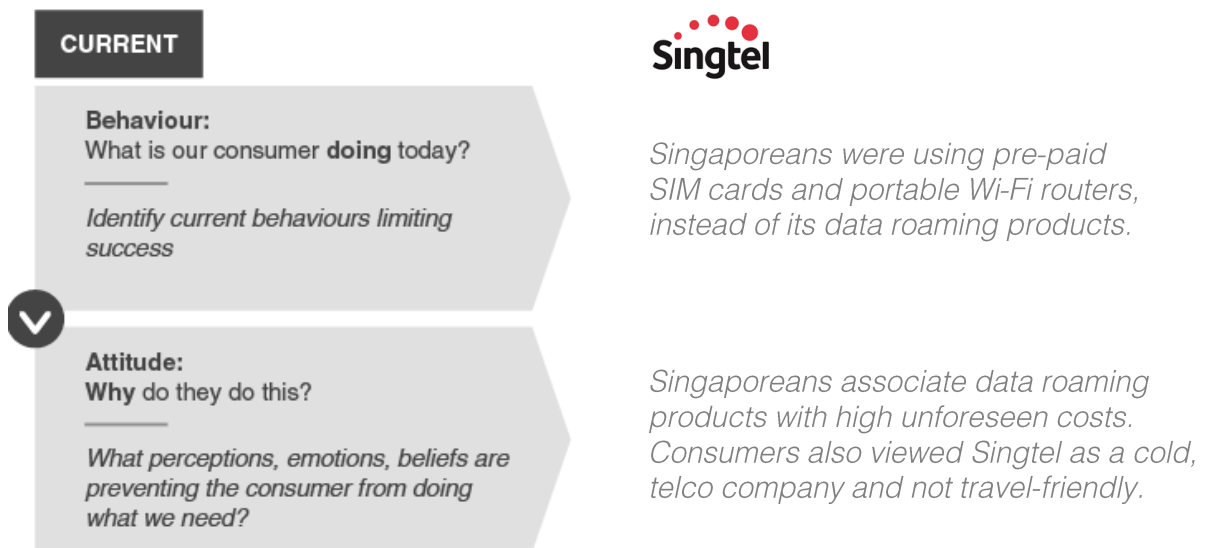 CURRENT
Singtel
Behaviour:
What is our consumer doing today?
Identify current behaviours limiting
success
Singaporeans were using pre-paid
SIM cards and portable Wi-Fi routers,
instead of its data roaming products.
Attitude:
Why do they do this?
What perceptions, emotions, beliefs are
preventing the consumer from doing
what we need?
Singaporeans associate data roaming
products with high unforeseen costs.
Consumers also viewed Singtel as a cold,
telco company and not travel-friendly.